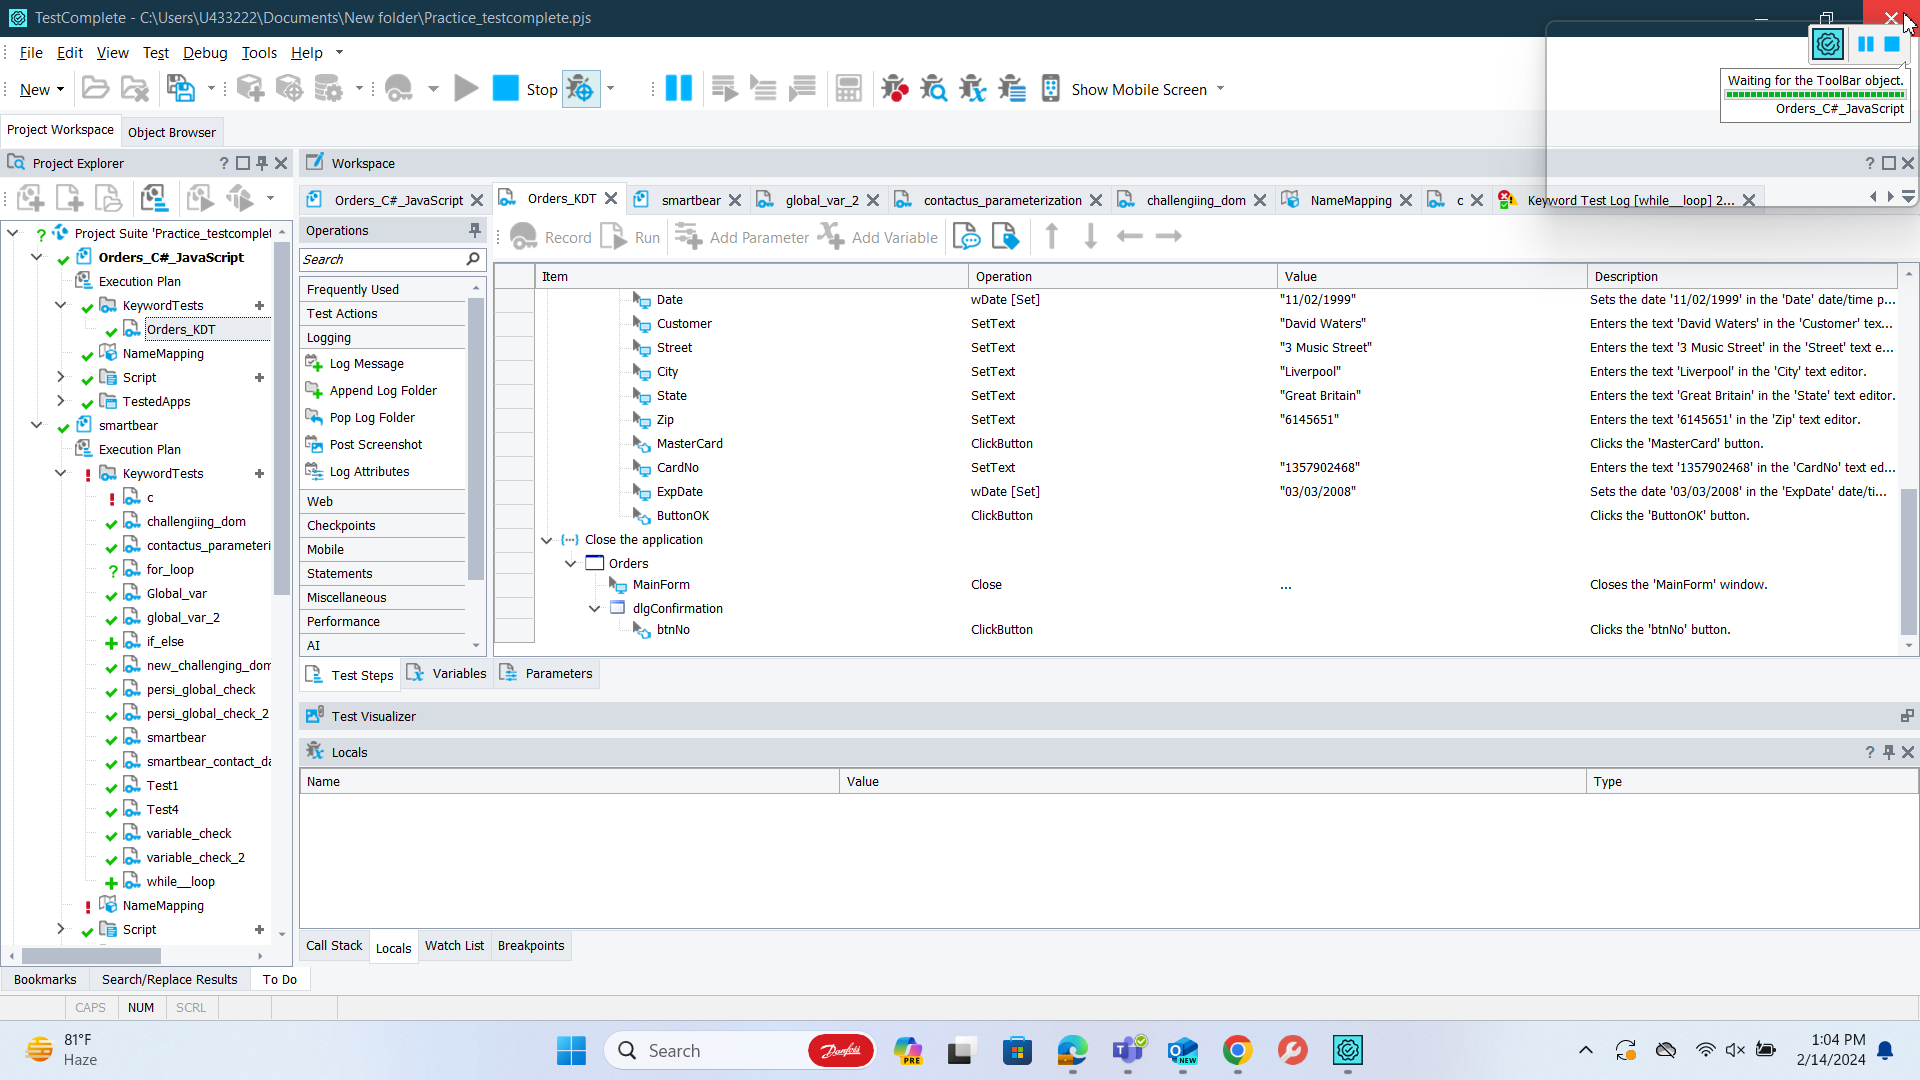 TestComplete - C:\Users\U433222\Documents\New folder\Practice_testcomplete.pjs
File Edit View Test Debug Tools Help
Waiting for the ToolBar object.
Orders_C#_JavaScript
New Stop Show Mobile Screen
Project Workspace Object Browser
Project Explorer
Workspace
Orders_C#_JavaScript Orders_KDT smartbear global_var_2 contactus_parameterization challengiing_dom NameMapping c Keyword Test Log [while__loop] 2...
Project Suite 'Practice_testcomplet
Orders_C#_JavaScript
Execution Plan
KeywordTests
Orders_KDT
NameMapping
Script
TestedApps
smartbear
Execution Plan
KeywordTests
c
challengiing_dom
contactus_parameteri
for_loop
Global_var
global_var_2
if_else
new_challenging_dom
persi_global_check
persi_global_check_2
smartbear
smartbear_contact_da
Test1
Test4
variable_check
variable_check_2
while__loop
NameMapping
Script
Operations
Search
Frequently Used
Test Actions
Logging
Log Message
Append Log Folder
Pop Log Folder
Post Screenshot
Log Attributes
Web
Checkpoints
Mobile
Statements
Miscellaneous
Performance
AI
Record Run Add Parameter Add Variable
Item Operation Value Description
Date wDate [Set] "11/02/1999" Sets the date '11/02/1999' in the 'Date' date/time p...
Customer SetText "David Waters" Enters the text 'David Waters' in the 'Customer' tex...
Street SetText "3 Music Street" Enters the text '3 Music Street' in the 'Street' text e...
City SetText "Liverpool" Enters the text 'Liverpool' in the 'City' text editor.
State SetText "Great Britain" Enters the text 'Great Britain' in the 'State' text editor.
Zip SetText "6145651" Enters the text '6145651' in the 'Zip' text editor.
MasterCard ClickButton Clicks the 'MasterCard' button.
CardNo SetText "1357902468" Enters the text '1357902468' in the 'CardNo' text ed...
ExpDate wDate [Set] "03/03/2008" Sets the date '03/03/2008' in the 'ExpDate' date/ti...
ButtonOK ClickButton Clicks the 'ButtonOK' button.
Close the application
Orders
MainForm Close ... Closes the 'MainForm' window.
dlgConfirmation
btnNo ClickButton Clicks the 'btnNo' button.
Test Steps Variables Parameters
Test Visualizer
Locals
Name Value Type
Call Stack Locals Watch List Breakpoints
Bookmarks Search/Replace Results To Do
CAPS NUM SCRL
81°F
Haze
Search
Danfoss
PRE
NEW
1:04 PM
2/14/2024